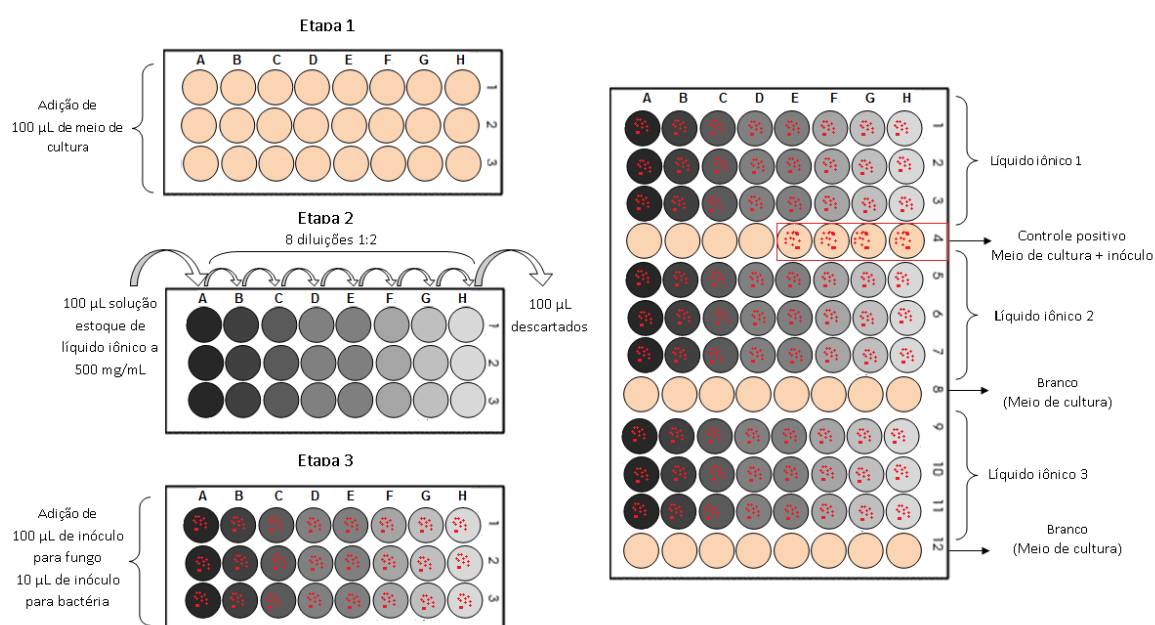 Etapa 1
A B C D E F G H
1
2
3
Adição de
100 µL de meio de
cultura
Etapa 2
8 diluições 1:2
A B C D E F G H
1
2
3
100 µL solução
estoque de
líquido iônico a
500 mg/mL
100 µL
descartados
Etapa 3
A B C D E F G H
1
2
3
Adição de
100 µL de inóculo
para fungo
10 µL de inóculo
para bactéria
A B C D E F G H
1
2
3
4
5
6
7
8
9
10
11
12
Líquido iônico 1
Controle positivo
Meio de cultura + inóculo
Líquido iônico 2
Branco
(Meio de cultura)
Líquido iônico 3
Branco
(Meio de cultura)